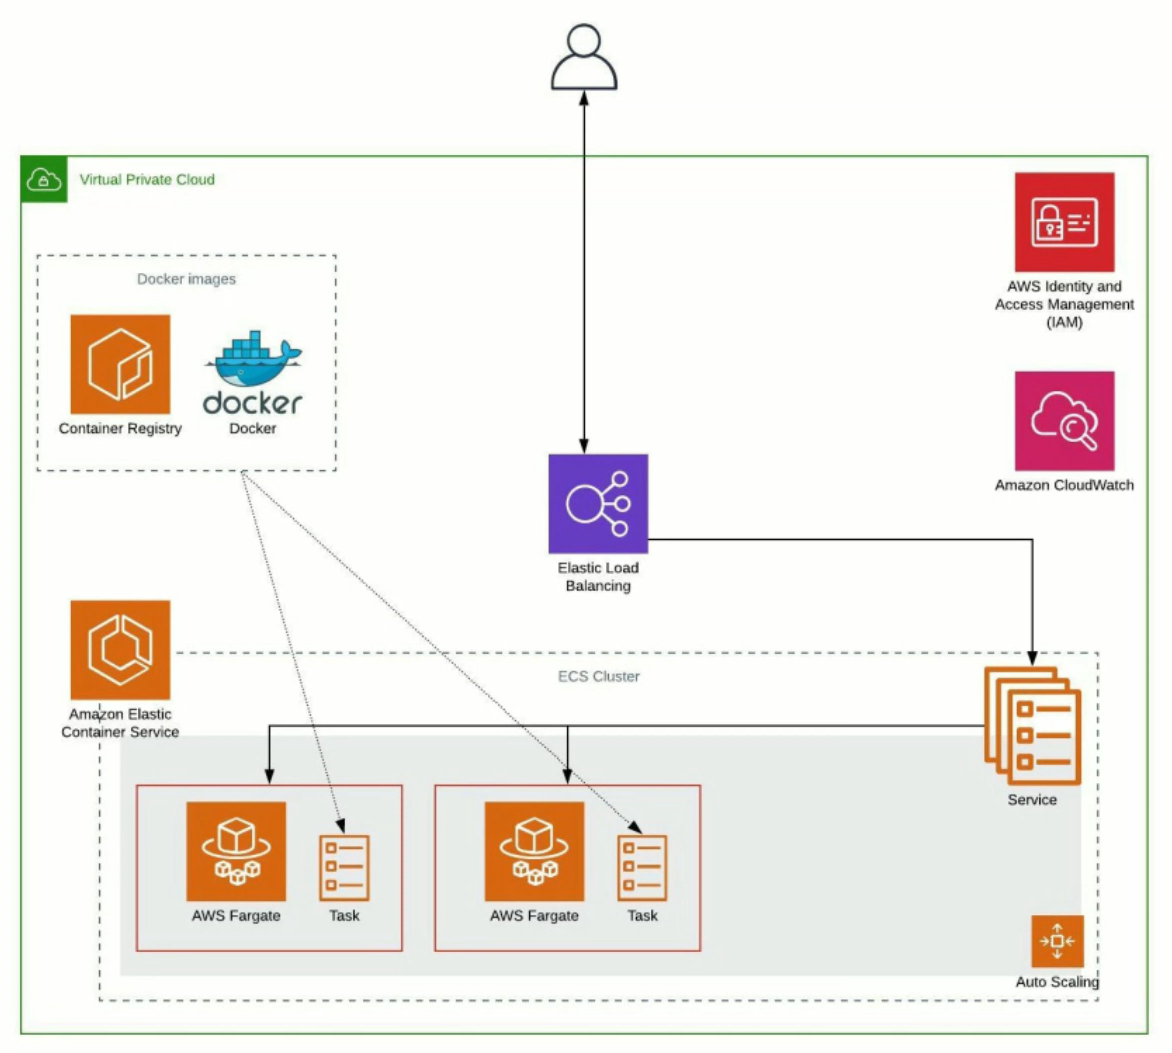 Virtual Private Cloud
AWS Identity and
Access Management
(IAM)
Docker images
docker
Container Registry
Docker
Amazon CloudWatch
Elastic Load
Balancing
ECS Cluster
Amazon Elastic
Container Service
Service
AWS Fargate
Task
AWS Fargate
Task
Auto Scaling